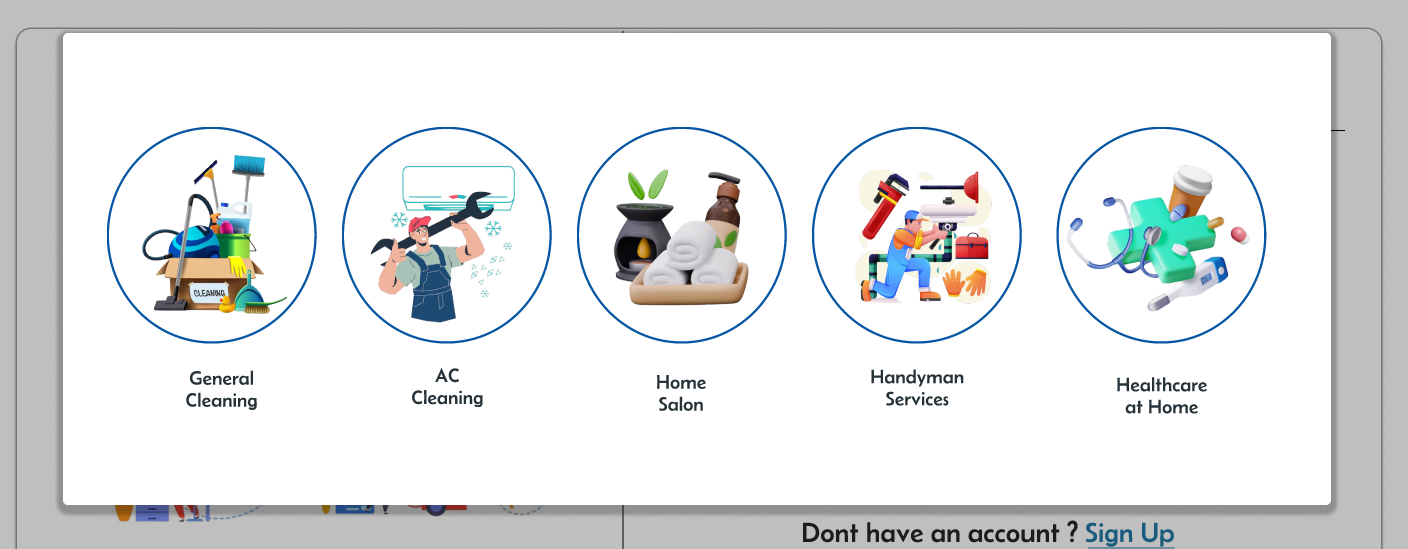 CLEANING
General
Cleaning
AC
Cleaning
Home
Salon
Handyman
Services
Healthcare
at Home
Dont have an account ? Sign Up